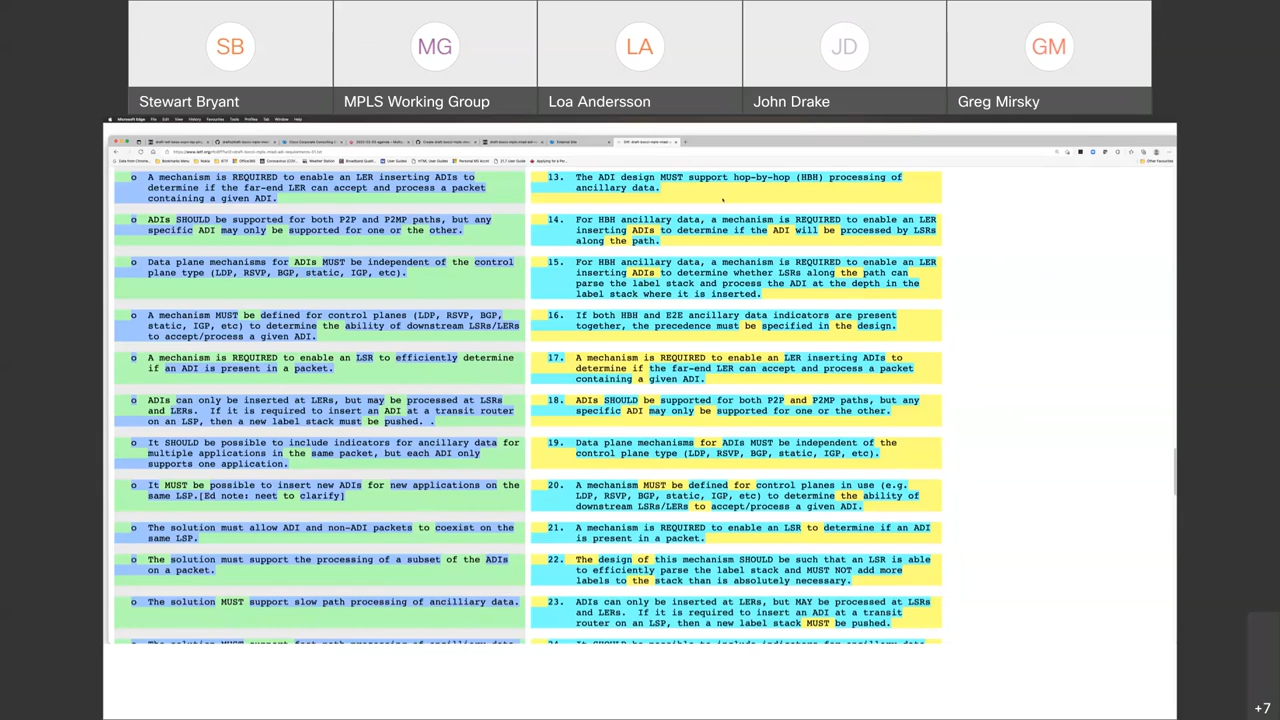 SB
MG
LA
JD
GM
Stewart Bryant
MPLS Working Group
Loa Andersson
John Drake
Greg Mirsky
Microsoft Edge File Edit View History Favourites Tools Profiles Tab Window Help
o A mechanism is REQUIRED to enable an LER inserting ADIs to
determine if the far-end LER can accept and process a packet
containing a given ADI.
o ADIs SHOULD be supported for both P2P and P2MP paths, but any
specific ADI may only be supported for one or the other.
o Data plane mechanisms for ADIs MUST be independent of the control
plane type (LDP, RSVP, BGP, static, IGP, etc).
o A mechanism MUST be defined for control planes (LDP, RSVP, BGP,
static, IGP, etc) to determine the ability of downstream LSRs/LERs
to accept/process a given ADI.
o A mechanism is REQUIRED to enable an LSR to efficiently determine
if an ADI is present in a packet.
o ADIs can only be inserted at LERs, but may be processed at LSRs
and LERs. If it is required to insert an ADI at a transit router
on an LSP, then a new label stack must be pushed. .
o It SHOULD be possible to include indicators for ancillary data for
multiple applications in the same packet, but each ADI only
supports one application.
o It MUST be possible to insert new ADIs for new applications on the
same LSP.[Ed note: neet to clarify]
o The solution must allow ADI and non-ADI packets to coexist on the
same LSP.
o The solution must support the processing of a subset of the ADIs
on a packet.
o The solution MUST support slow path processing of ancilliary data.
13. The ADI design MUST support hop-by-hop (HBH) processing of
ancillary data.
14. For HBH ancillary data, a mechanism is REQUIRED to enable an LER
inserting ADIs to determine if the ADI will be processed by LSRs
along the path.
15. For HBH ancillary data, a mechanism is REQUIRED to enable an LER
inserting ADIs to determine whether LSRs along the path can
parse the label stack and process the ADI at the depth in the
label stack where it is inserted.
16. If both HBH and E2E ancillary data indicators are present
together, the precedence must be specified in the design.
17. A mechanism is REQUIRED to enable an LER inserting ADIs to
determine if the far-end LER can accept and process a packet
containing a given ADI.
18. ADIs SHOULD be supported for both P2P and P2MP paths, but any
specific ADI may only be supported for one or the other.
19. Data plane mechanisms for ADIs MUST be independent of the
control plane type (LDP, RSVP, BGP, static, IGP, etc).
20. A mechanism MUST be defined for control planes in use (e.g.
LDP, RSVP, BGP, static, IGP, etc) to determine the ability of
downstream LSRs/LERs to accept/process a given ADI.
21. A mechanism is REQUIRED to enable an LSR to determine if an ADI
is present in a packet.
22. The design of this mechanism SHOULD be such that an LSR is able
to efficiently parse the label stack and MUST NOT add more
labels to the stack than is absolutely necessary.
23. ADIs can only be inserted at LERs, but MAY be processed at LSRs
and LERs. If it is required to insert an ADI at a transit
router on an LSP, then a new label stack MUST be pushed.
+7